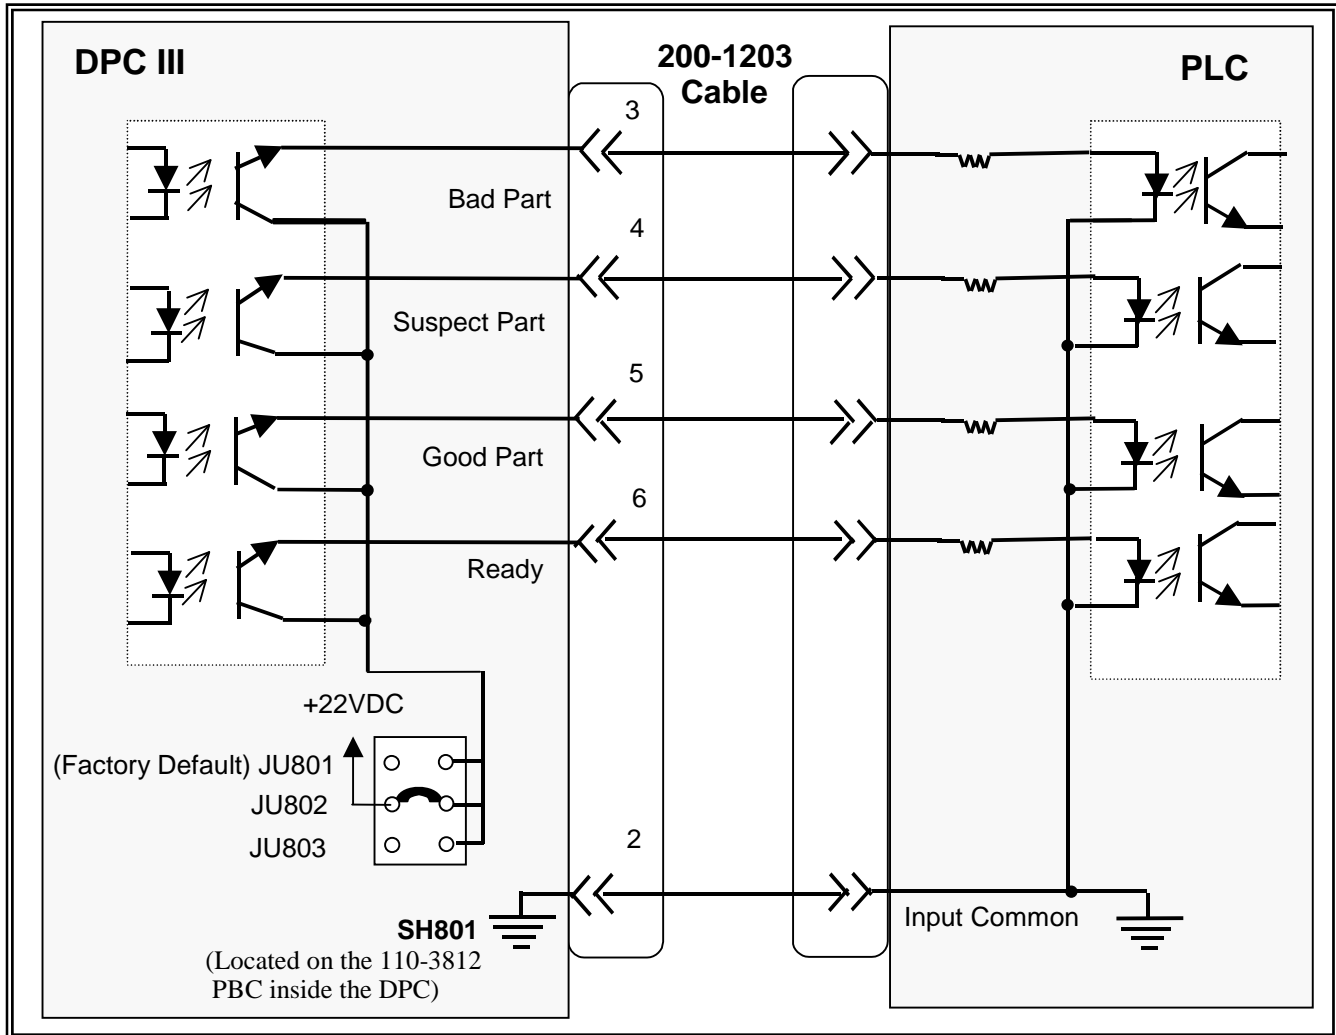 DPC III
200-1203
Cable
PLC
3
Bad Part
4
Suspect Part
5
Good Part
6
Ready
+22VDC
(Factory Default) JU801
JU802
JU803
2
SH801
(Located on the 110-3812
PBC inside the DPC)
Input Common